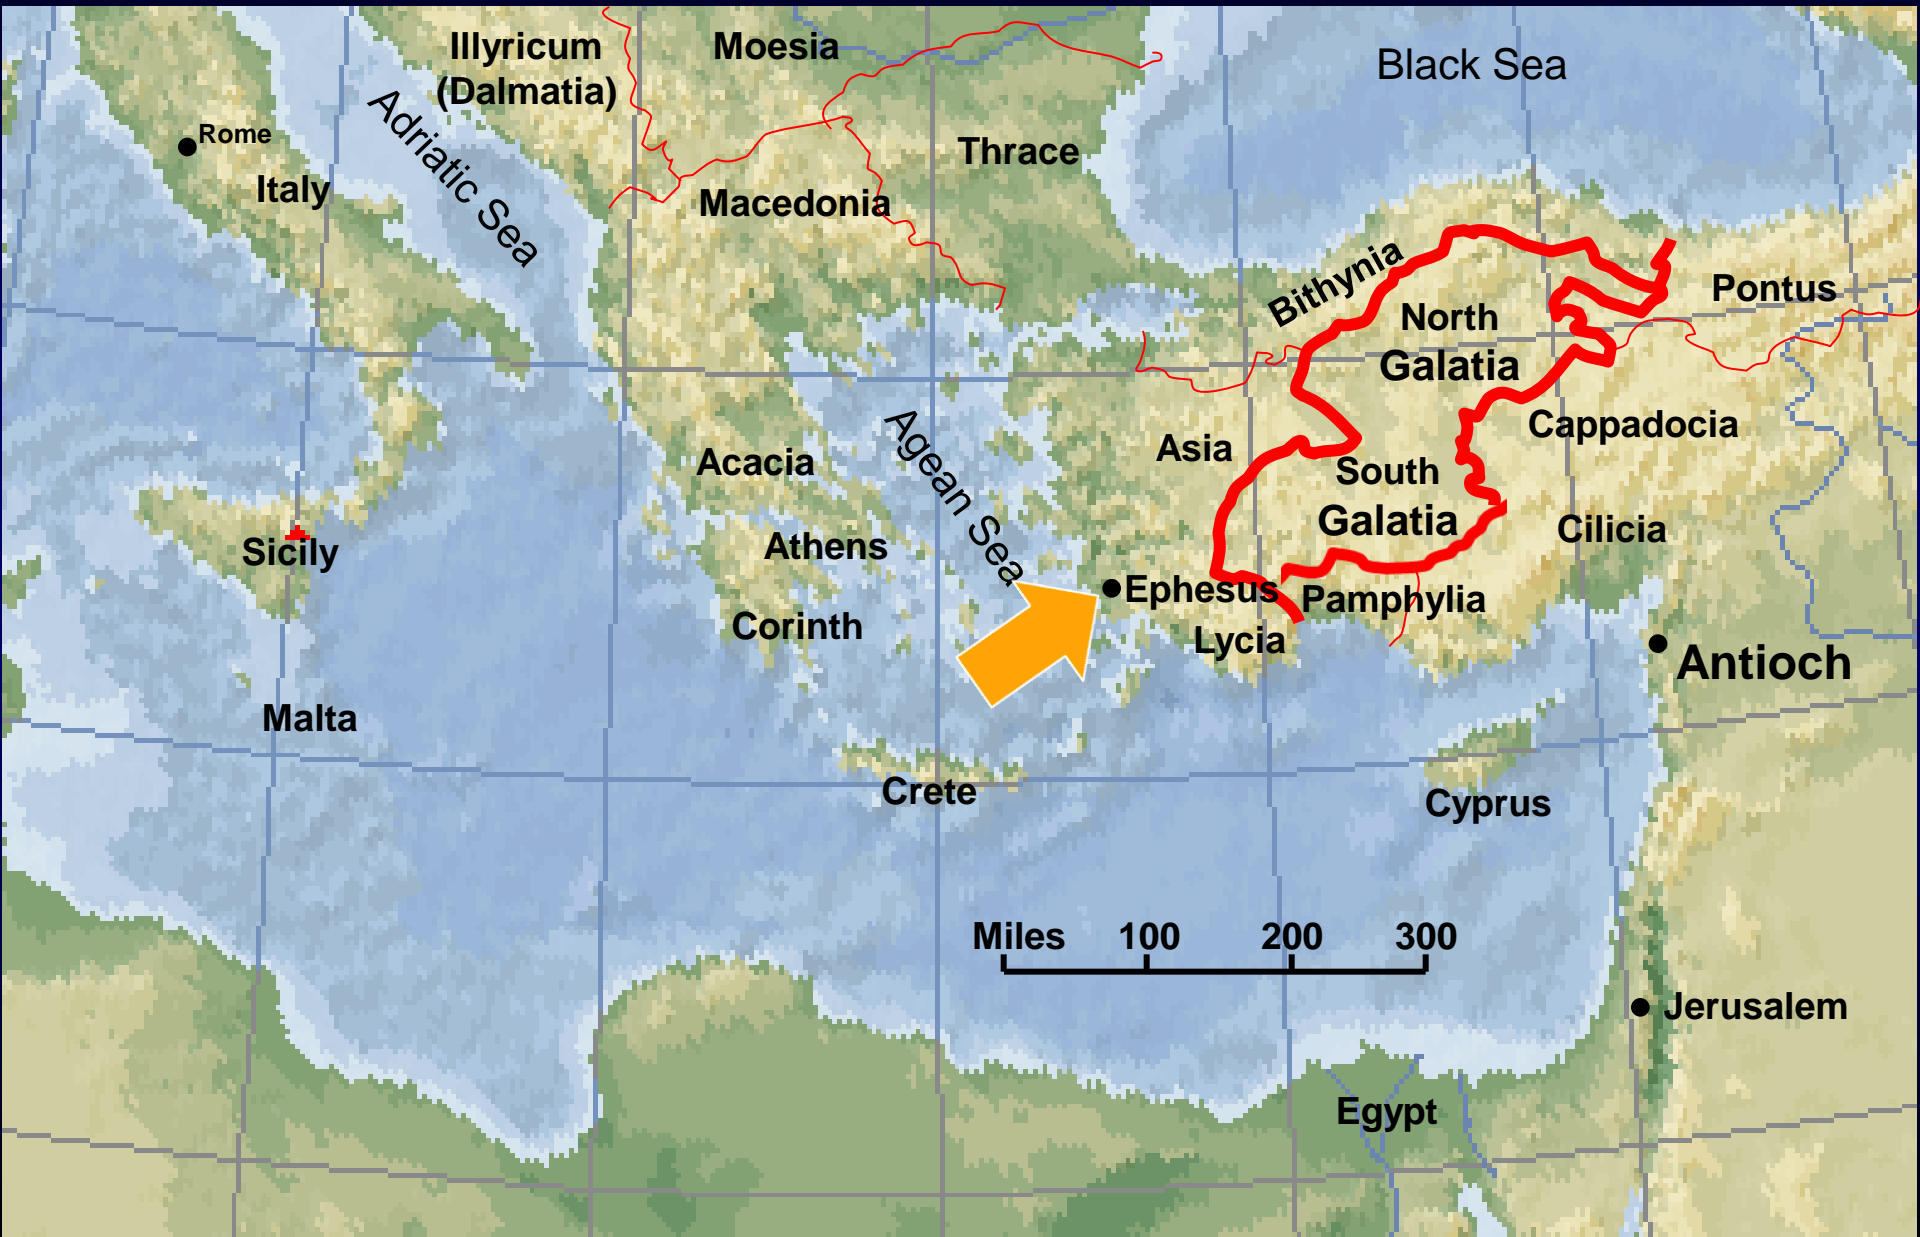 Illyricum
(Dalmatia)
Moesia
Black Sea
Adriatic Sea
Rome
Thrace
Italy
Macedonia
Bithynia
Pontus
North
Galatia
Agean Sea
Cappadocia
Asia
Acacia
South
Galatia
Cilicia
Athens
Sicily
Ephesus
Pamphylia
Corinth
Lycia
Antioch
Malta
Crete
Cyprus
Miles 100 200 300
Jerusalem
Egypt